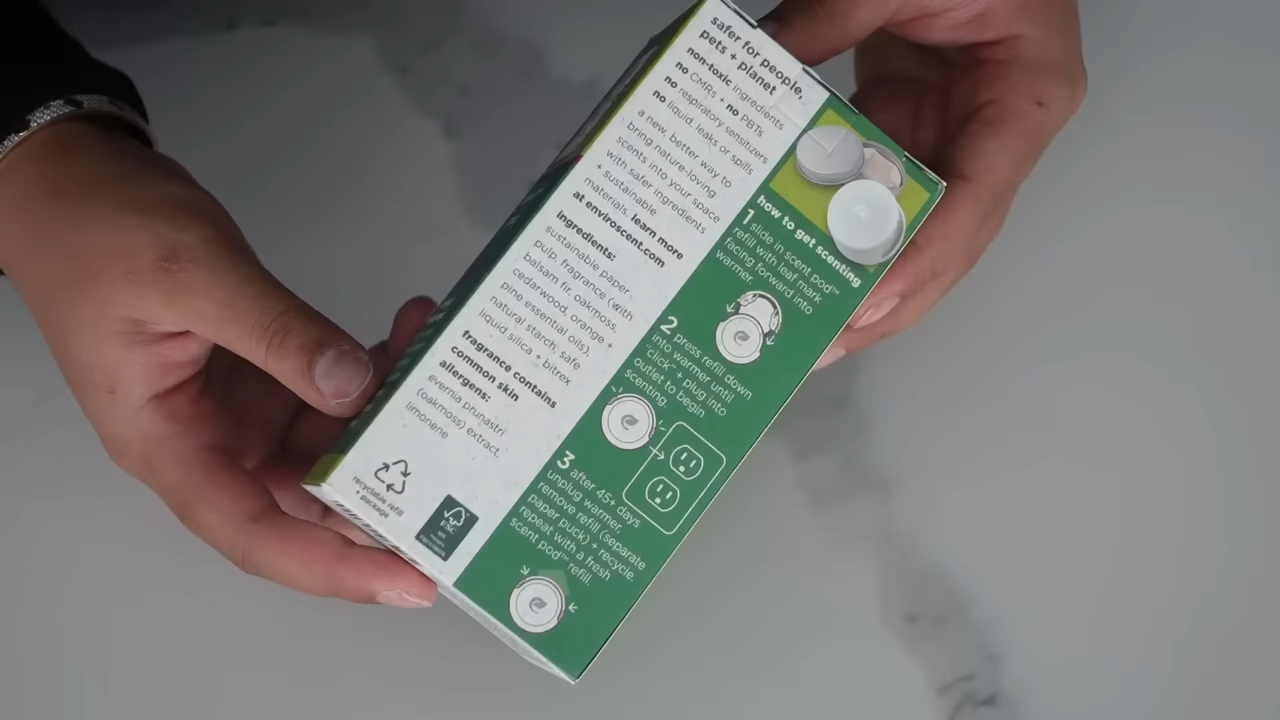 safer for people,
pets + planet
non-toxic ingredients
no CMRs + no PBTs
no respiratory sensitizers
no liquid, leaks or spills
a new, better way to
bring nature-loving
scents into your space
with safer ingredients
+ sustainable
materials. learn more
at enviroscent.com
ingredients:
sustainable paper
pulp, fragrance (with
balsam fir, oakmoss,
cedarwood, orange +
pine essential oils),
natural starch, safe
liquid silica + bitrex
fragrance contains
common skin
allergens:
evernia prunastri
(oakmoss) extract,
limonene
recyclable refill
+ package
FSC
how to get scenting
1 slide in scent pod™
refill with leaf mark
facing forward into
warmer.
2 press refill down
into warmer until
"click" + plug into
outlet to begin
scenting.
3 after 45+ days
unplug warmer,
remove refill (separate
paper puck) + recycle.
repeat with a fresh
scent pod™ refill.